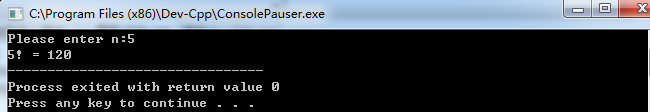 C:\Program Files (x86)\Dev-Cpp\ConsolePauser.exe
Please enter n:5
5! = 120
--------------------------------
Process exited with return value 0
Press any key to continue . . .